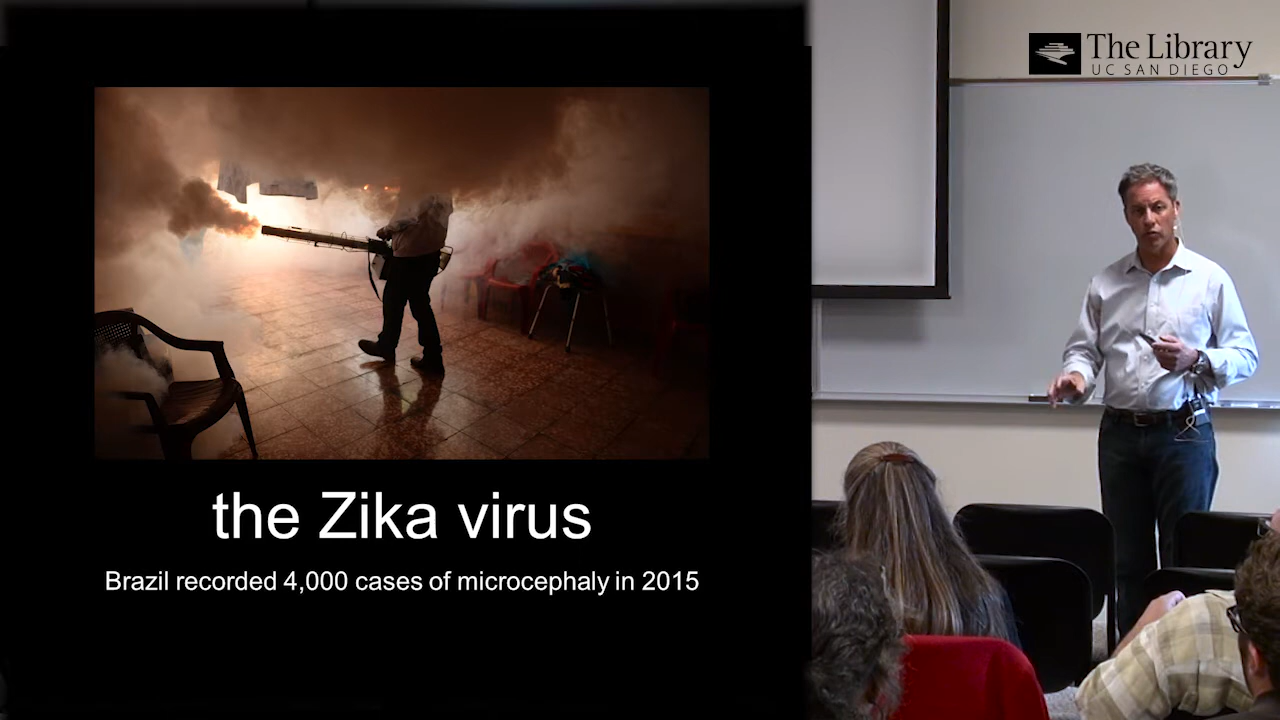 The Library
UC SAN DIEGO
the Zika virus
Brazil recorded 4,000 cases of microcephaly in 2015